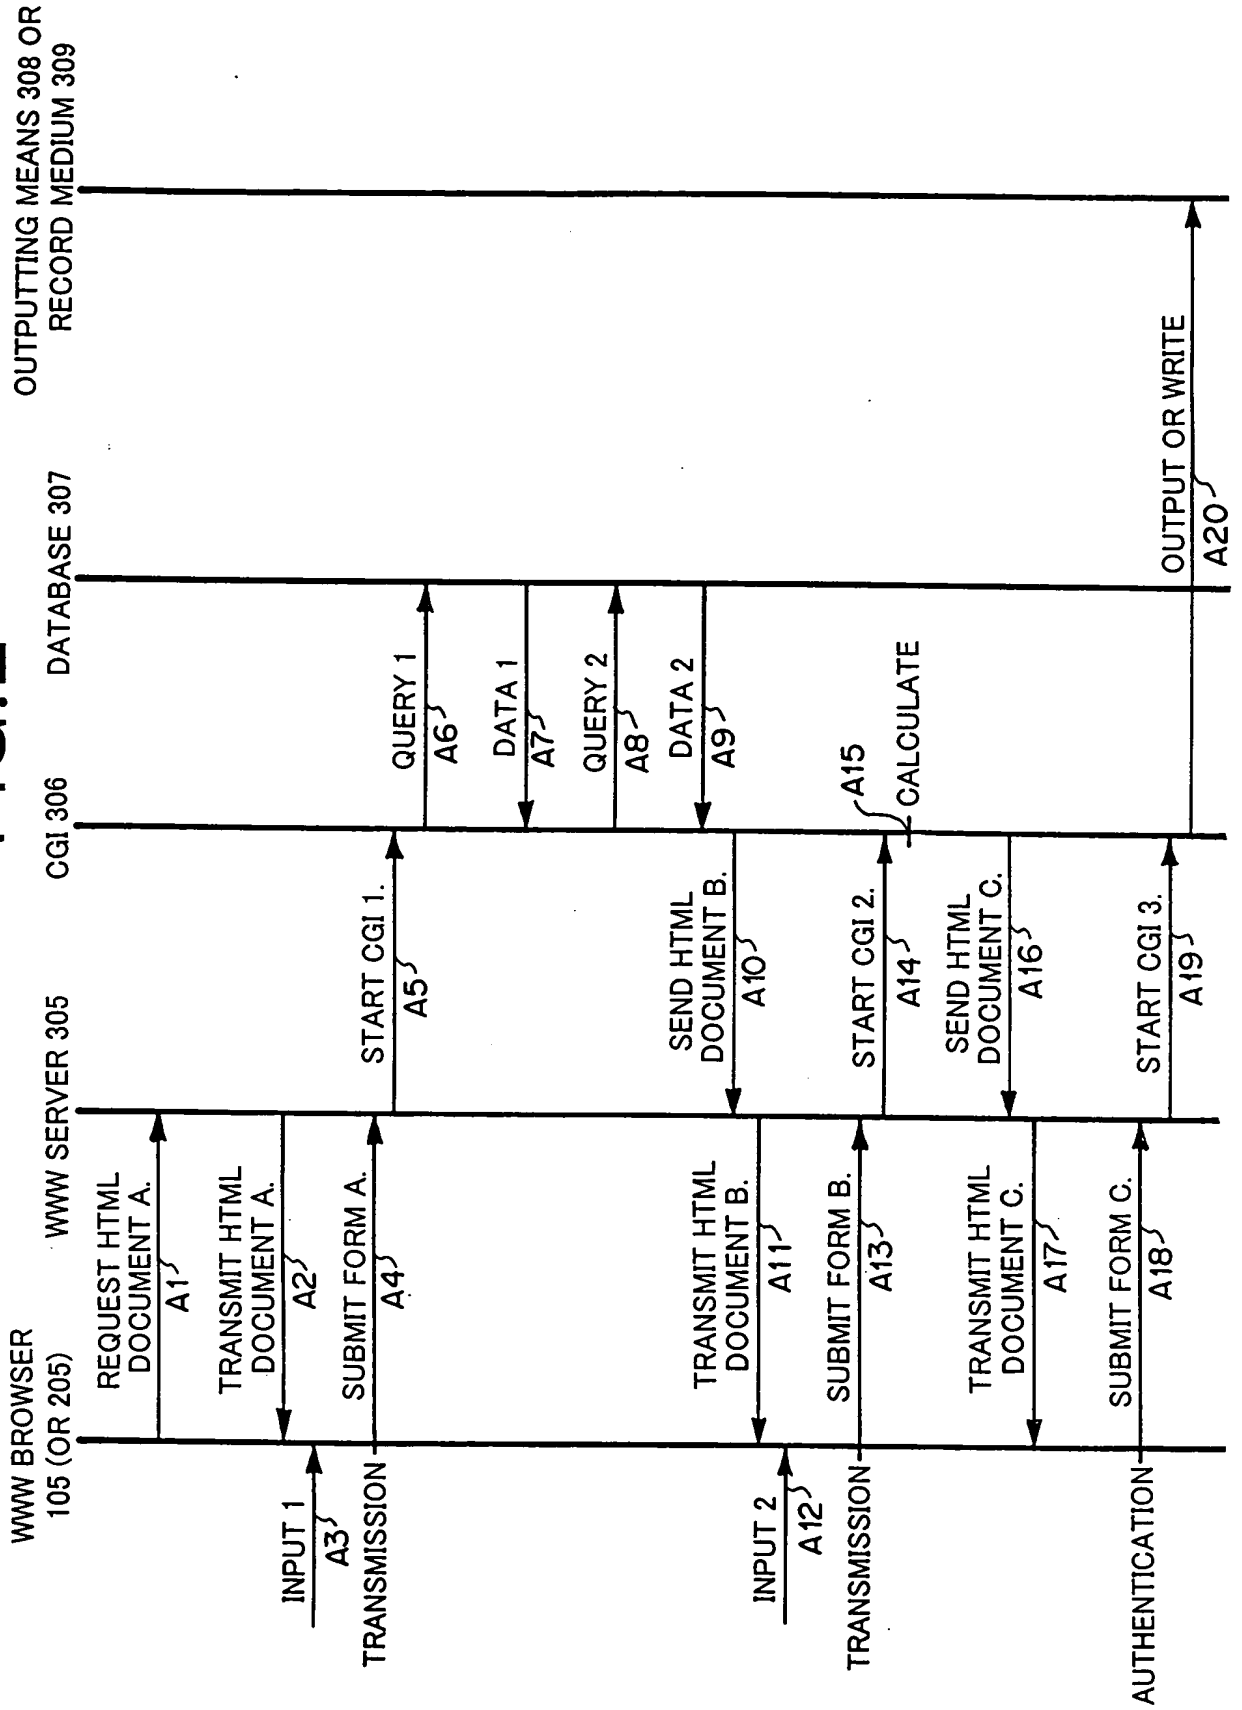 WWW BROWSER
105 (OR 205)
WWW SERVER 305
CGI 306
DATABASE 307
OUTPUTTING MEANS 308 OR
RECORD MEDIUM 309
REQUEST HTML
DOCUMENT A.
A1
TRANSMIT HTML
DOCUMENT A.
A2
INPUT 1
A3
TRANSMISSION
SUBMIT FORM A.
A4
START CGI 1.
A5
QUERY 1
A6
DATA 1
A7
QUERY 2
A8
DATA 2
A9
SEND HTML
DOCUMENT B.
A10
TRANSMIT HTML
DOCUMENT B.
A11
INPUT 2
A12
TRANSMISSION
SUBMIT FORM B.
A13
START CGI 2.
A14
A15
CALCULATE
SEND HTML
DOCUMENT C.
A16
TRANSMIT HTML
DOCUMENT C.
A17
AUTHENTICATION
SUBMIT FORM C.
A18
START CGI 3.
A19
OUTPUT OR WRITE
A20